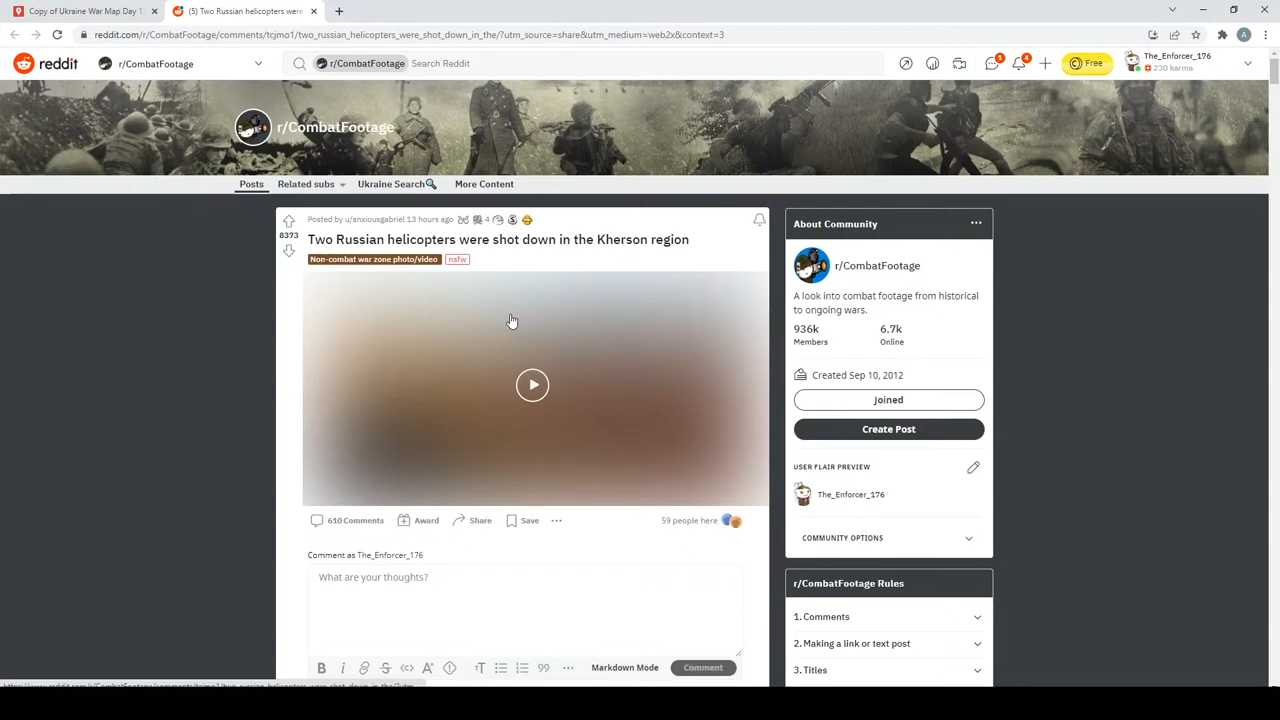 Copy of Ukraine War Map Day 1
(5) Two Russian helicopters were
reddit.com/r/CombatFootage/comments/tcjmo1/two_russian_helicopters_were_shot_down_in_the/?utm_source=share&utm_medium=web2x&context=3
A
reddit
r/CombatFootage
r/CombatFootage
Search Reddit
1
4
Free
The_Enforcer_176
230 karma
r/CombatFootage
Posts
Related subs
Ukraine Search
More Content
8373
Posted by u/anxiousgabriel 13 hours ago
4
Two Russian helicopters were shot down in the Kherson region
Non-combat war zone photo/video
nsfw
610 Comments
Award
Share
Save
59 people here
Comment as The_Enforcer_176
What are your thoughts?
B
i
S
A
T
99
Markdown Mode
Comment
About Community
r/CombatFootage
A look into combat footage from historical
to ongoing wars.
936k
6.7k
Members
Online
Created Sep 10, 2012
Joined
Create Post
USER FLAIR PREVIEW
The_Enforcer_176
COMMUNITY OPTIONS
r/CombatFootage Rules
1. Comments
2. Making a link or text post
3. Titles